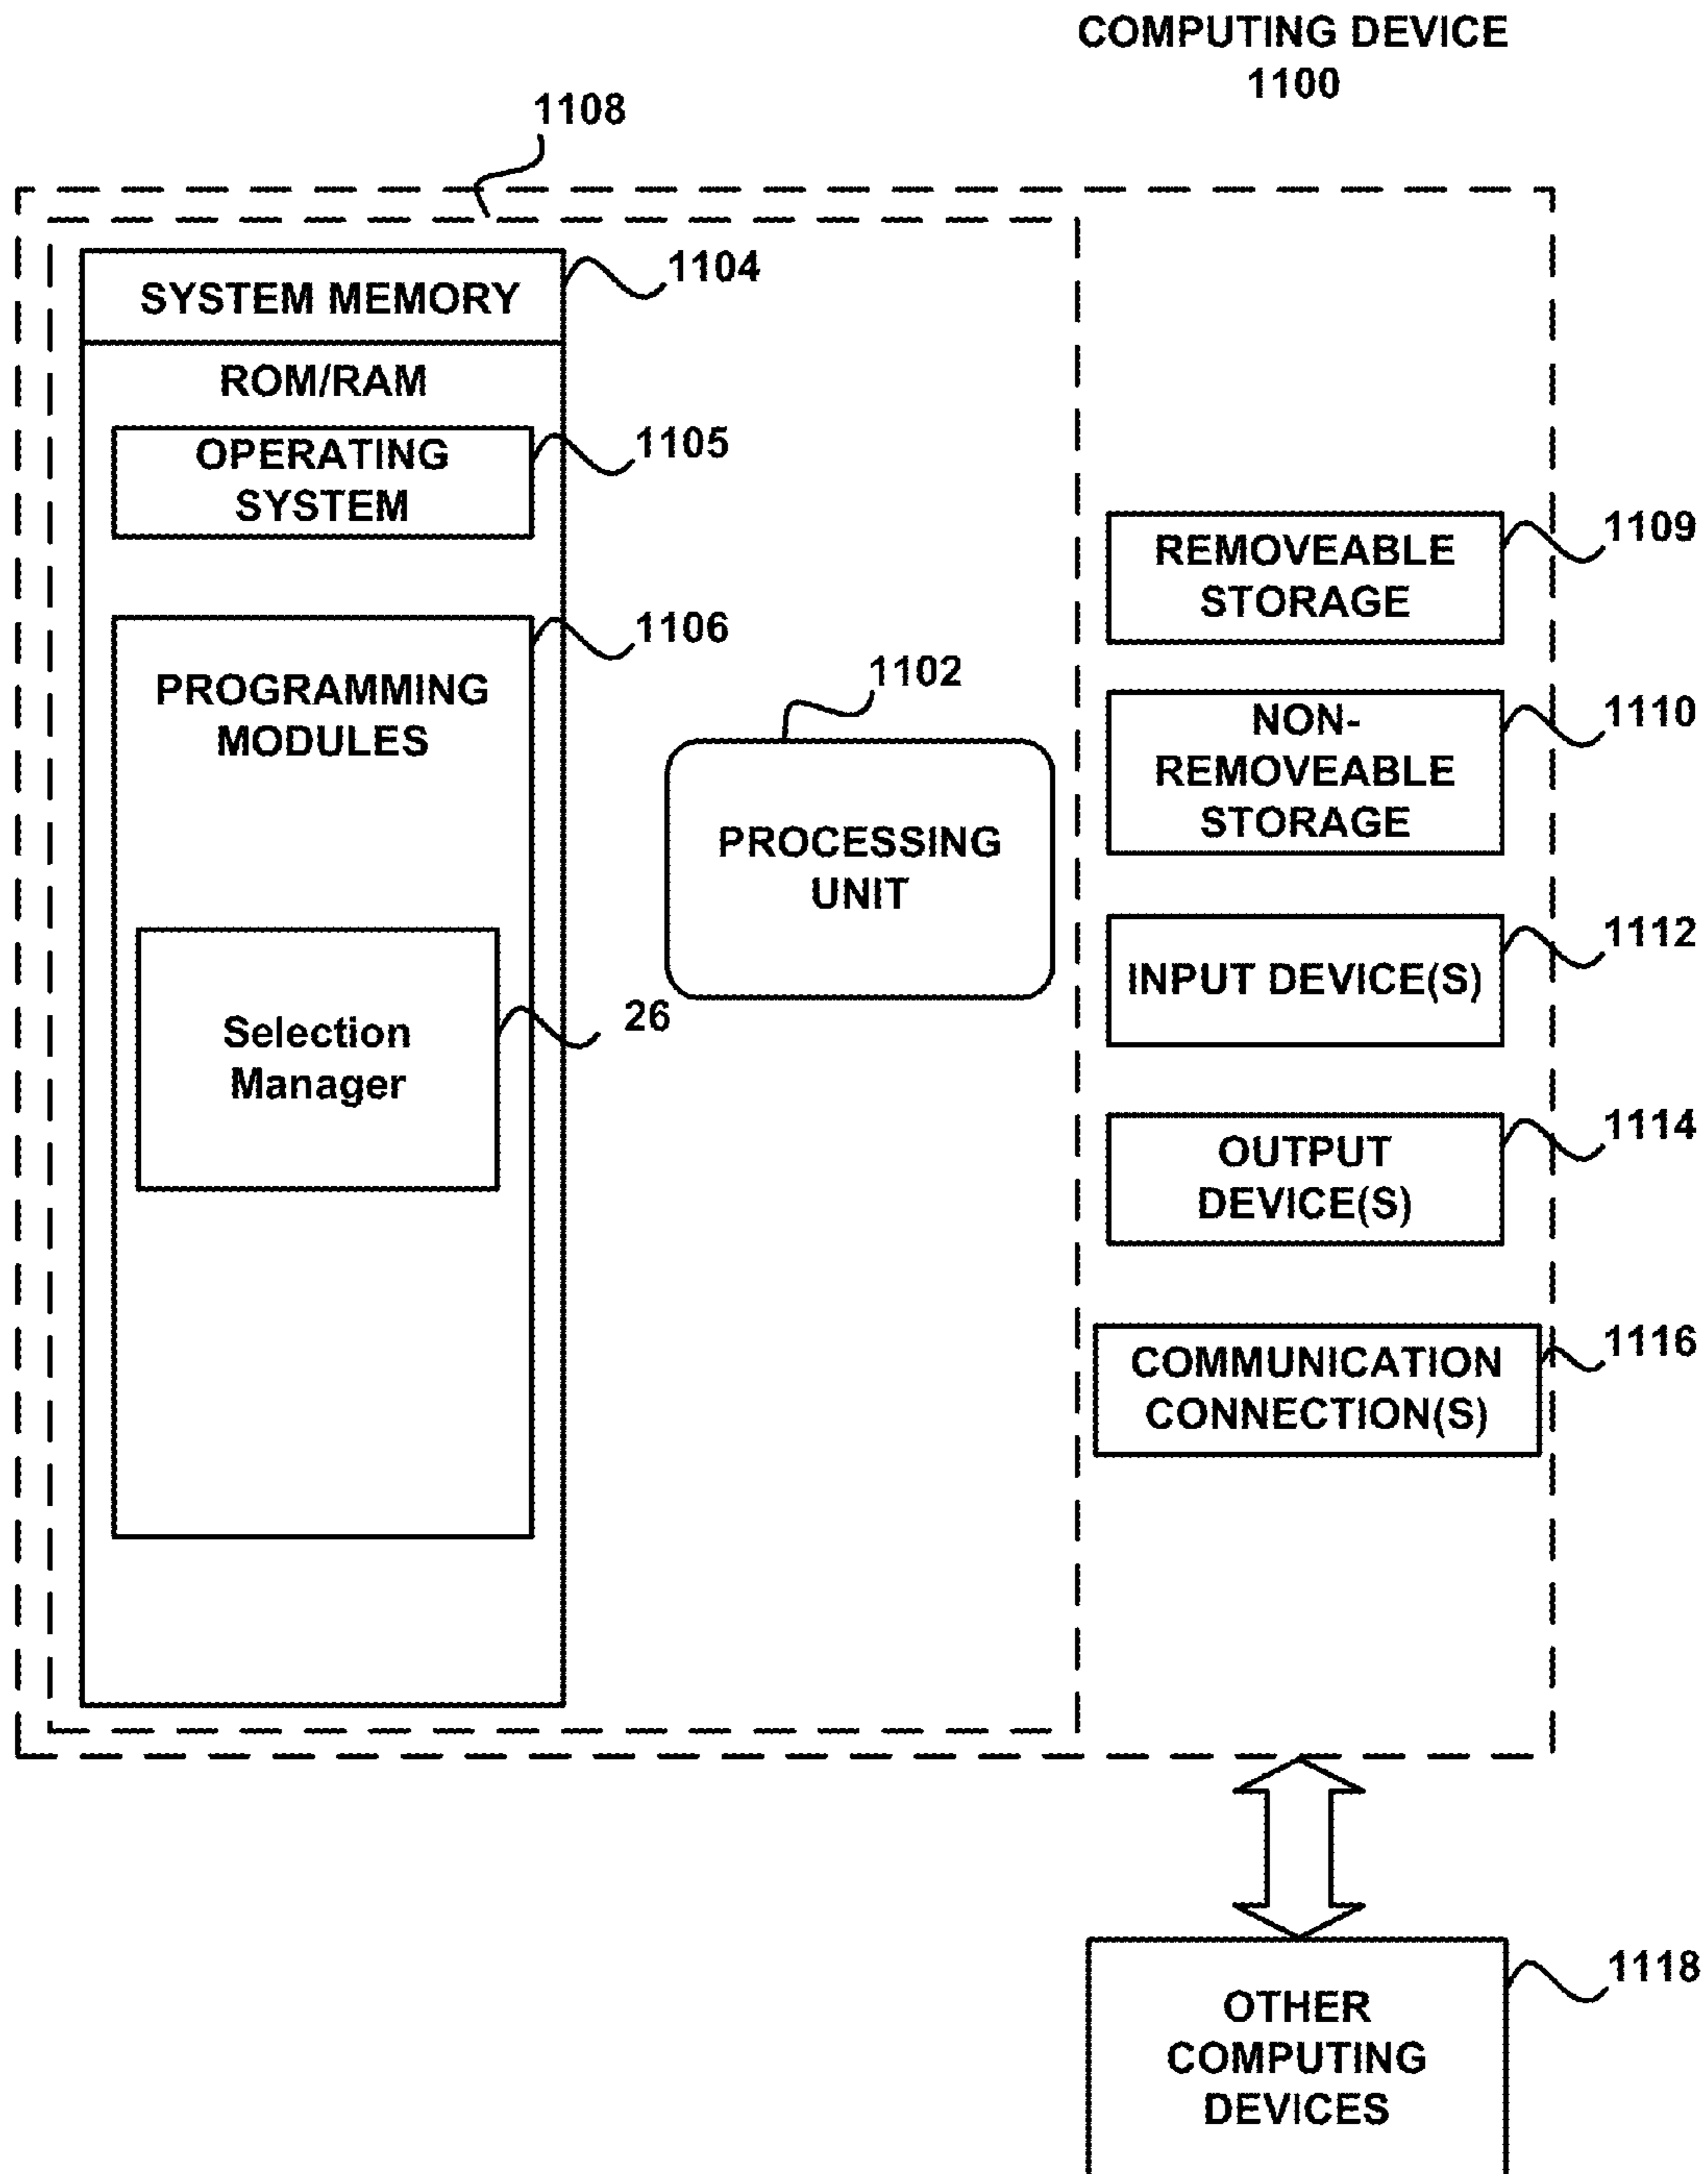 COMPUTING DEVICE
1100
1108
1104
SYSTEM MEMORY
ROM/RAM
1105
OPERATING
SYSTEM
1106
PROGRAMMING
MODULES
26
Selection
Manager
1102
PROCESSING
UNIT
1109
REMOVEABLE
STORAGE
1110
NON-
REMOVEABLE
STORAGE
1112
INPUT DEVICE(S)
1114
OUTPUT
DEVICE(S)
1116
COMMUNICATION
CONNECTION(S)
1118
OTHER
COMPUTING
DEVICES